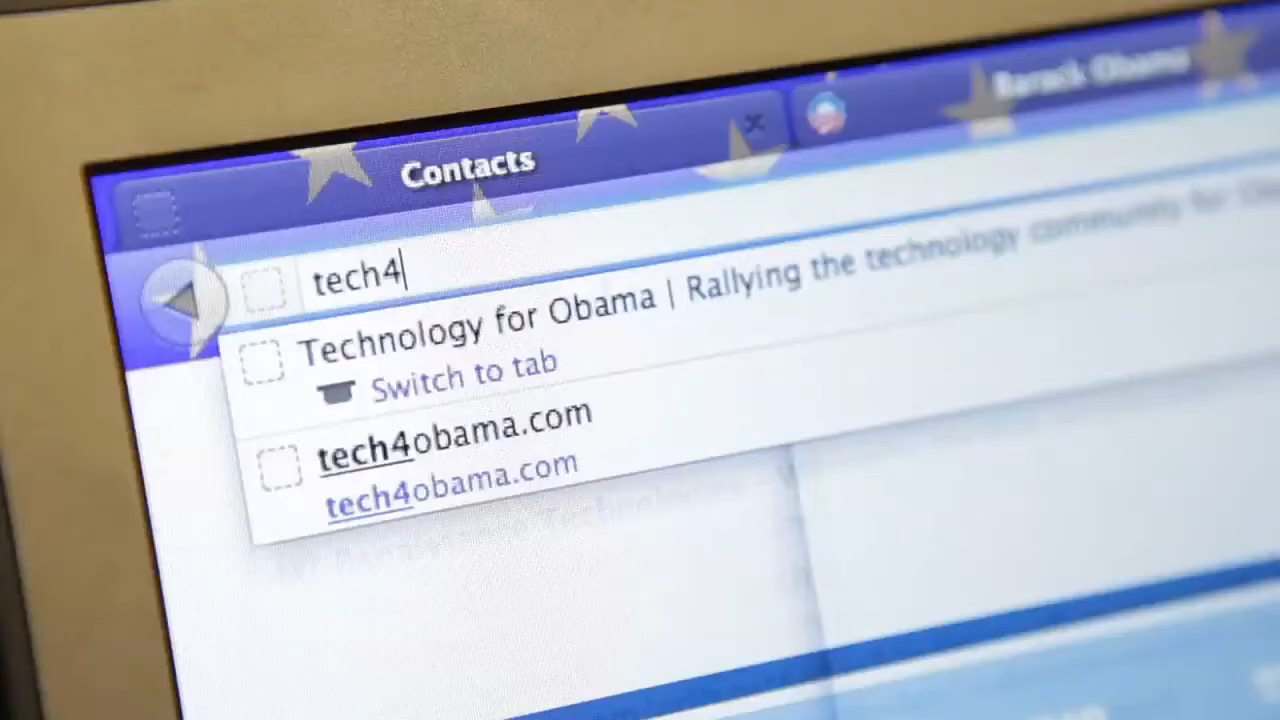 Contacts
Barack Obama
tech4
Technology for Obama | Rallying the technology community for
Switch to tab
tech4obama.com
tech4obama.com